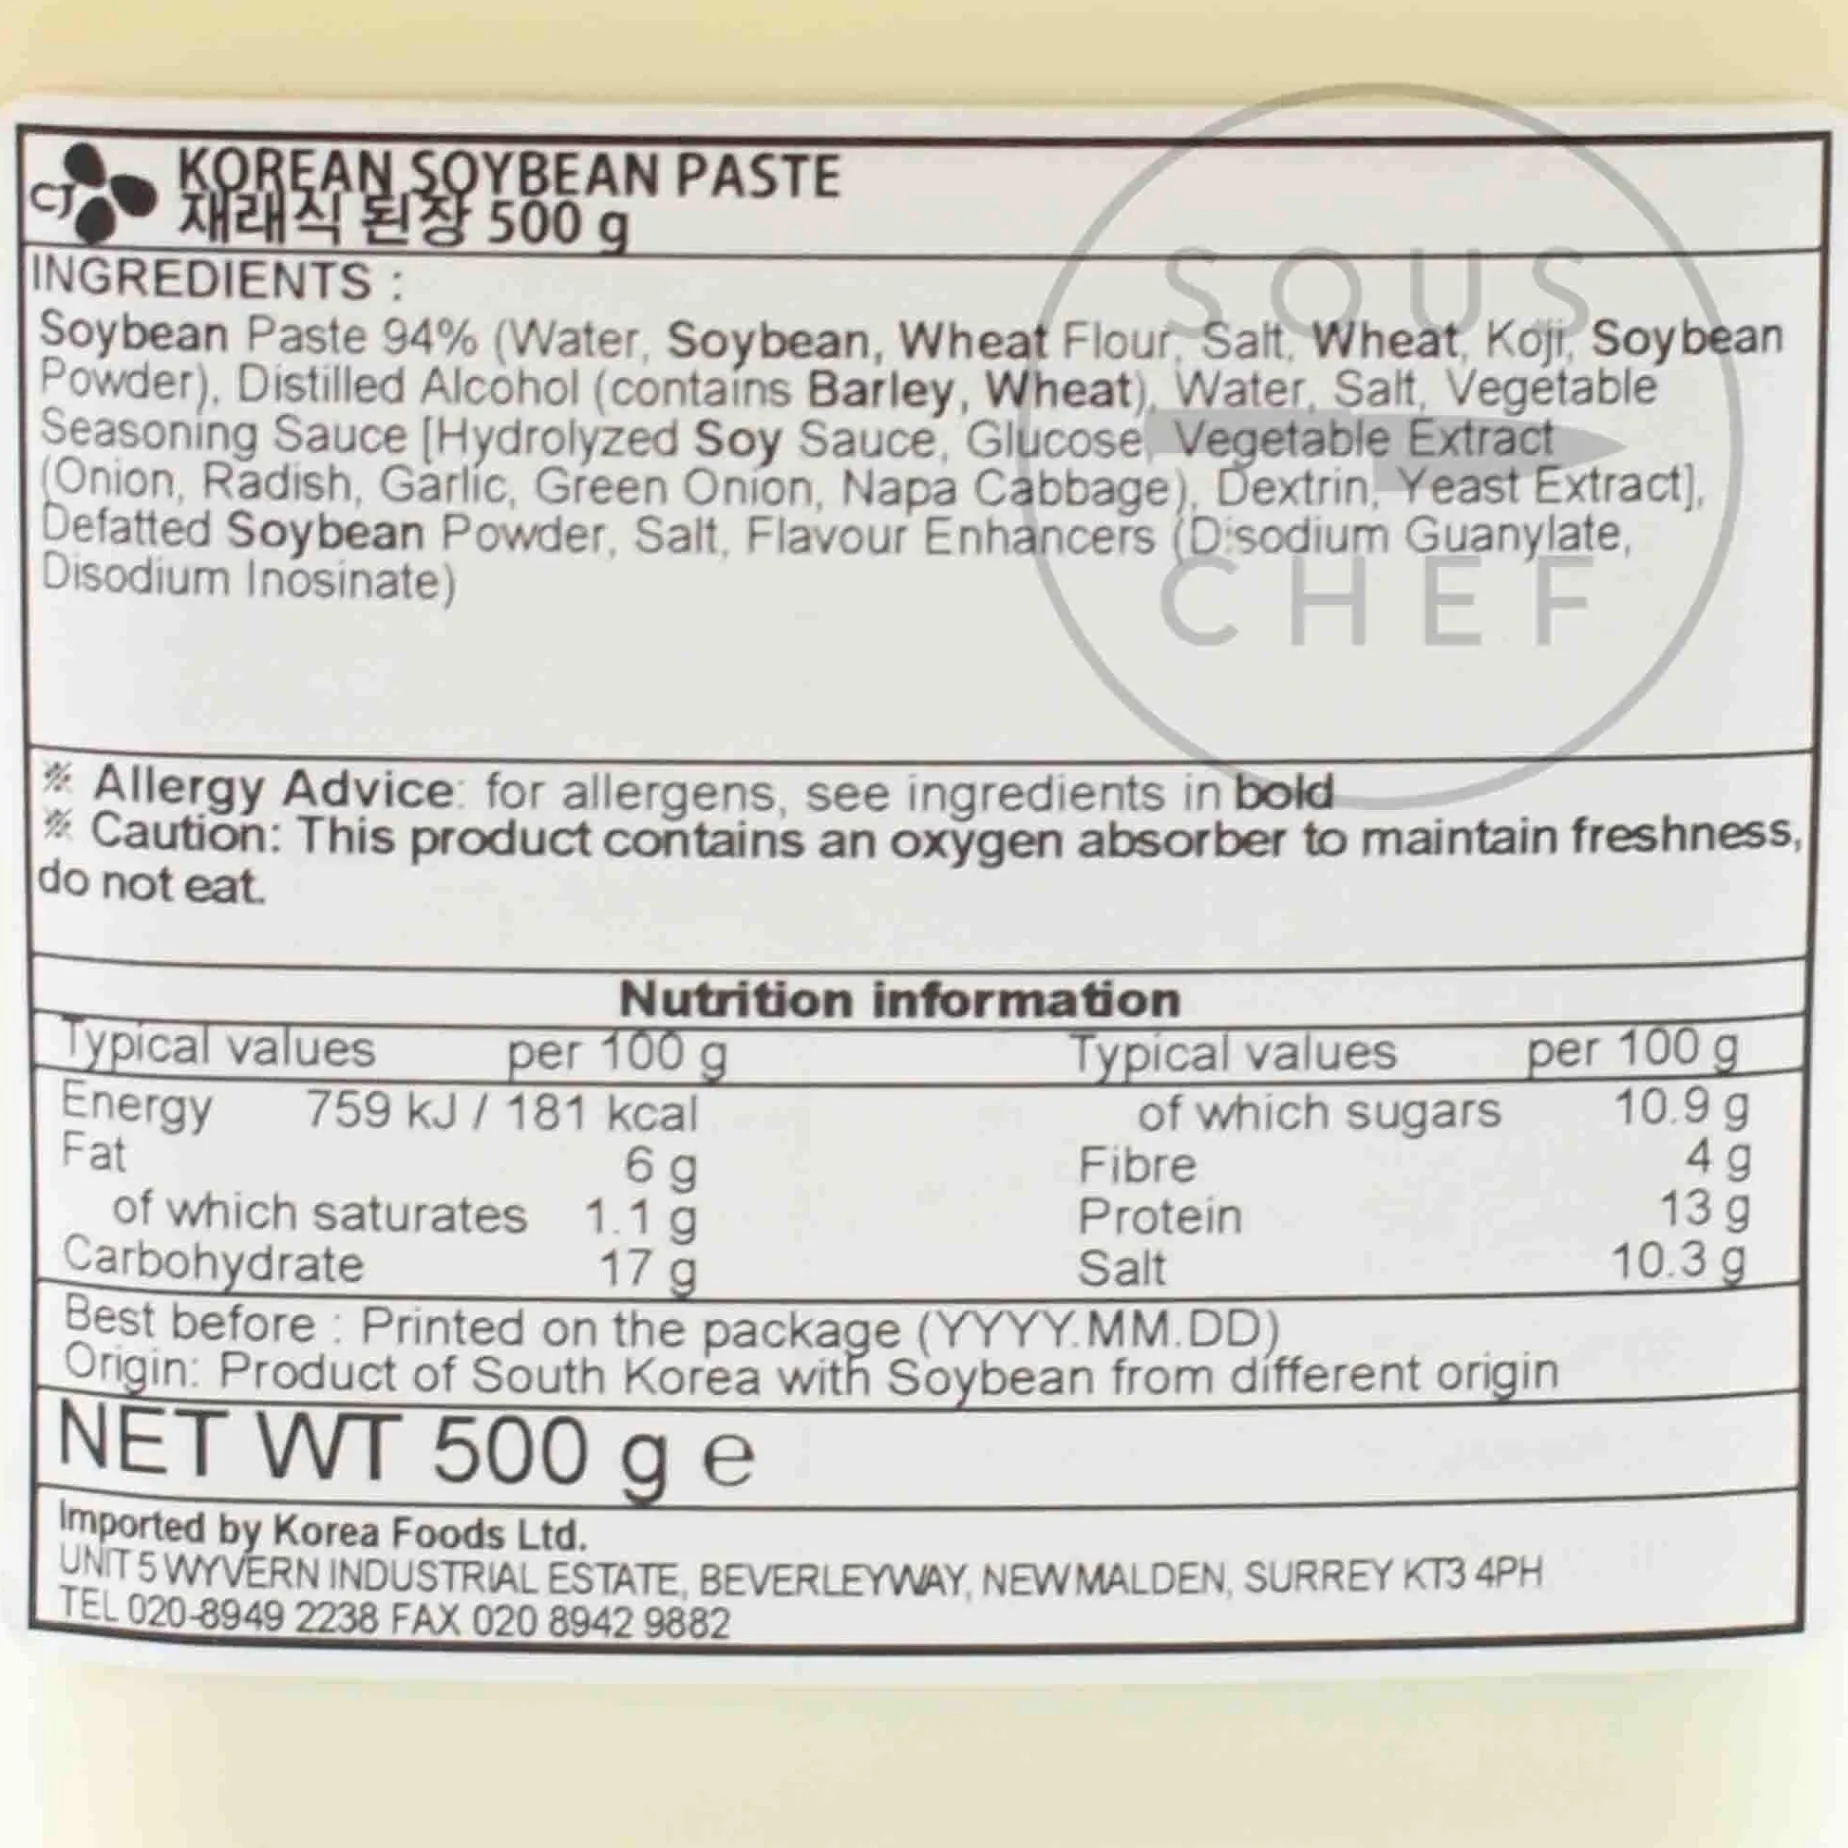 CJ
KOREAN SOYBEAN PASTE
재래식 된장 500 g
INGREDIENTS :
Soybean Paste 94% (Water, Soybean, Wheat Flour, Salt, Wheat, Koji, Soybean
Powder), Distilled Alcohol (contains Barley, Wheat), Water, Salt, Vegetable
Seasoning Sauce [Hydrolyzed Soy Sauce, Glucose, Vegetable Extract
(Onion, Radish, Garlic, Green Onion, Napa Cabbage), Dextrin, Yeast Extract],
Defatted Soybean Powder, Salt, Flavour Enhancers (Disodium Guanylate,
Disodium Inosinate)
SOUS
CHEF
※ Allergy Advice: for allergens, see ingredients in bold
※ Caution: This product contains an oxygen absorber to maintain freshness,
do not eat.
Nutrition information
Typical values per 100 g Typical values per 100 g
Energy 759 kJ / 181 kcal of which sugars 10.9 g
Fat 6 g Fibre 4 g
of which saturates 1.1 g Protein 13 g
Carbohydrate 17 g Salt 10.3 g
Best before : Printed on the package (YYYY.MM.DD)
Origin: Product of South Korea with Soybean from different origin
NET WT 500 g e
Imported by Korea Foods Ltd.
UNIT 5 WYVERN INDUSTRIAL ESTATE, BEVERLEYWAY, NEW MALDEN, SURREY KT3 4PH
TEL 020-8949 2238 FAX 020 8942 9882